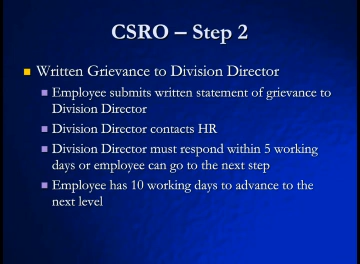 CSRO – Step 2
Written Grievance to Division Director
Employee submits written statement of grievance to
Division Director
Division Director contacts HR
Division Director must respond within 5 working
days or employee can go to the next step
Employee has 10 working days to advance to the
next level